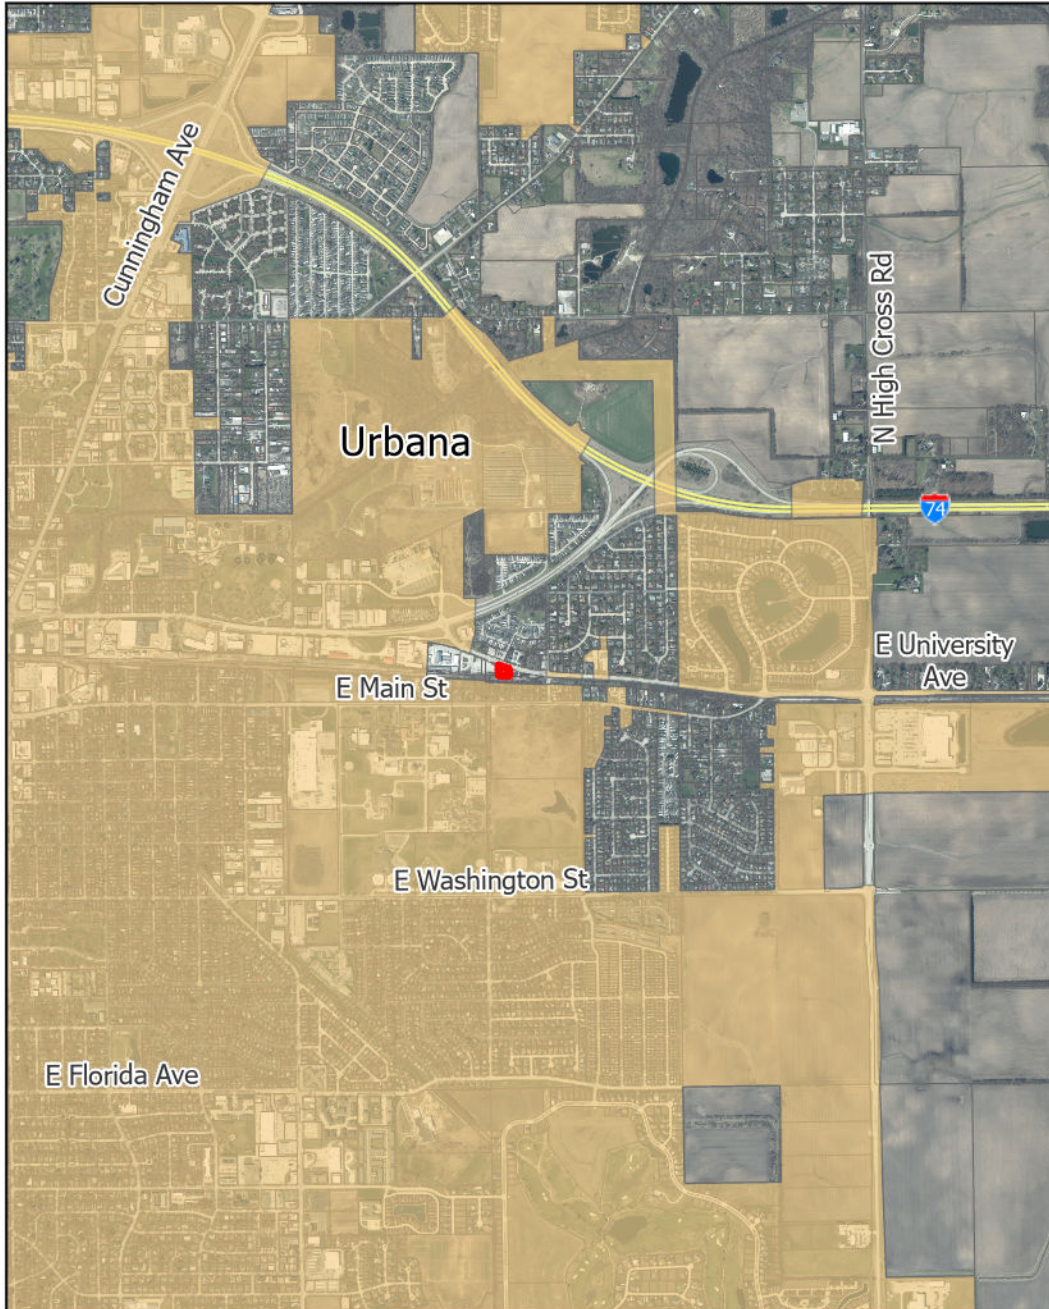 Cunningham Ave
N High Cross Rd
Urbana
74
E University
Ave
E Main St
E Washington St
E Florida Ave